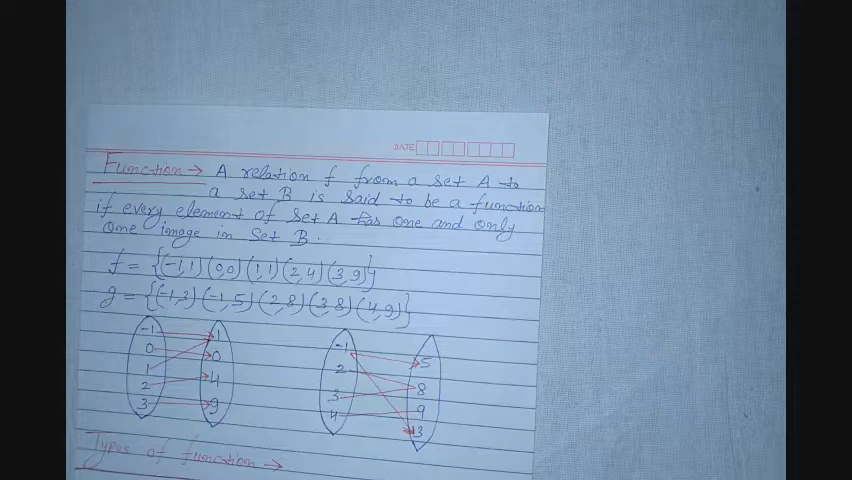 DATE
Function → A relation f from a set A to
a set B is said to be a function
if every element of set A has one and only
one image in set B.
f = {(-1,1)(0,0)(1,1)(2,4)(3,9)}
g = {(-1,3)(-1,5)(2,8)(3,8)(4,9)}
-1 1 -1 5
0 0 2 8
1 4 3 9
2 9 4 3
3
Types of function →